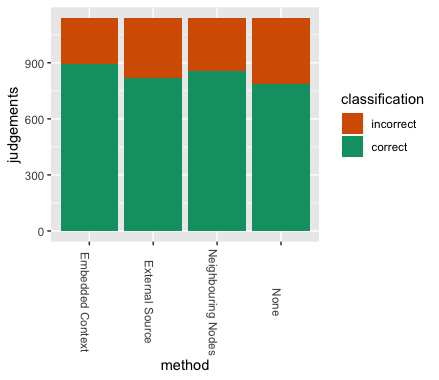 judgements
900
600
300
0
Embedded Context
External Source
Neighbouring Nodes
None
method
classification
incorrect
correct